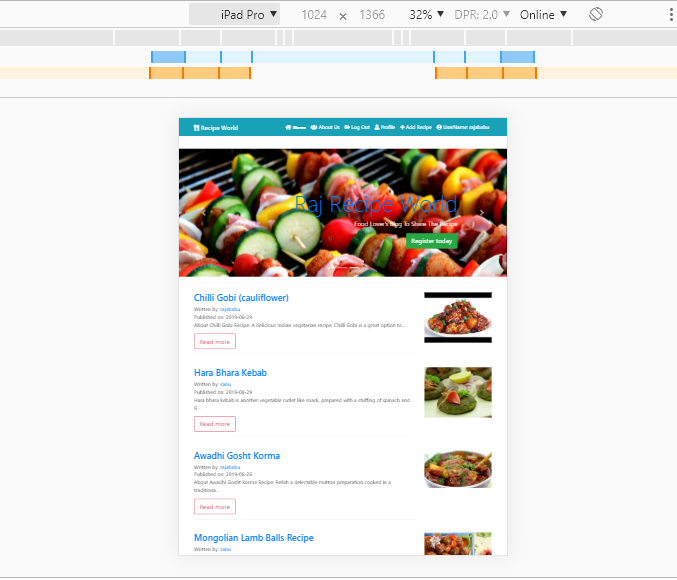 iPad Pro ▼ 1024 × 1366 32% ▼ DPR: 2.0 ▼ Online ▼
Recipe World Home About Us Log Out Profile Add Recipe UserName: rajababu
Raj Recipe World
Food Lover's Blog To Share The Recipe
Register today
Chilli Gobi (cauliflower)
Written by: rajababu
Published on: 2019-06-29
About Chilli Gobi Recipe: A delicious Indian vegetarian recipe, Chilli Gobi is a great option to..
Read more
Hara Bhara Kebab
Written by: sanu
Published on: 2019-06-29
Hara bhara kebab is another vegetable cutlet like snack, prepared with a stuffing of spinach and
Read more
Awadhi Gosht Korma
Written by: rajababu
Published on: 2019-06-26
About Awadhi Gosht Korma Recipe: Relish a delectable mutton preparation cooked in a
traditiona..
Read more
Mongolian Lamb Balls Recipe
Written by: sanu